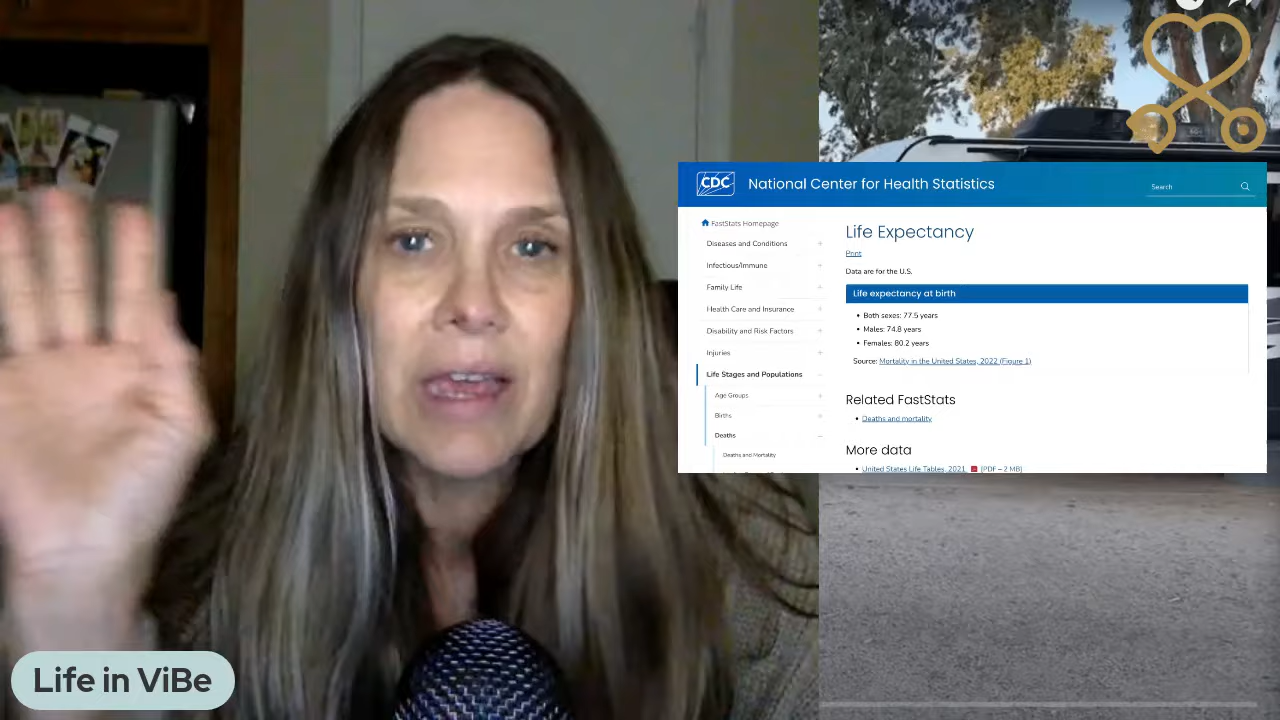 CDC
National Center for Health Statistics
Search
FastStats Homepage
Diseases and Conditions
Infectious/Immune
Family Life
Health Care and Insurance
Disability and Risk Factors
Injuries
Life Stages and Populations
Age Groups
Births
Deaths
Deaths and Mortality
Life Expectancy
Print
Data are for the U.S.
Life expectancy at birth
• Both sexes: 77.5 years
• Males: 74.8 years
• Females: 80.2 years
Source: Mortality in the United States, 2022 (Figure 1)
Related FastStats
• Deaths and mortality
More data
• United States Life Tables, 2021 [PDF – 2 MB]
Life in ViBe